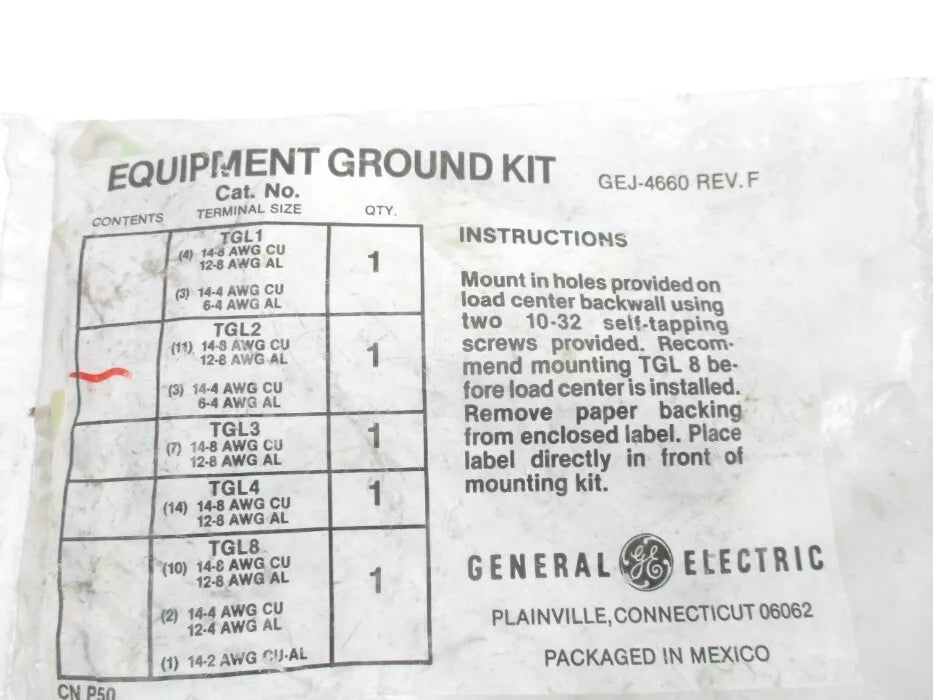 EQUIPMENT GROUND KIT
GEJ-4660 REV. F
Cat. No.
CONTENTS TERMINAL SIZE QTY.
TGL1
(4) 14-8 AWG CU
12-8 AWG AL
1
(3) 14-4 AWG CU
6-4 AWG AL
TGL2
(11) 14-8 AWG CU
12-8 AWG AL
1
(3) 14-4 AWG CU
6-4 AWG AL
TGL3
(7) 14-8 AWG CU
12-8 AWG AL
1
TGL4
(14) 14-8 AWG CU
12-8 AWG AL
1
TGL8
(10) 14-8 AWG CU
12-8 AWG AL
1
(2) 14-4 AWG CU
12-4 AWG AL
(1) 14-2 AWG CU-AL
CN P50
INSTRUCTIONS
Mount in holes provided on
load center backwall using
two 10-32 self-tapping
screws provided. Recom-
mend mounting TGL 8 be-
fore load center is installed.
Remove paper backing
from enclosed label. Place
label directly in front of
mounting kit.
GENERAL GE ELECTRIC
PLAINVILLE, CONNECTICUT 06062
PACKAGED IN MEXICO